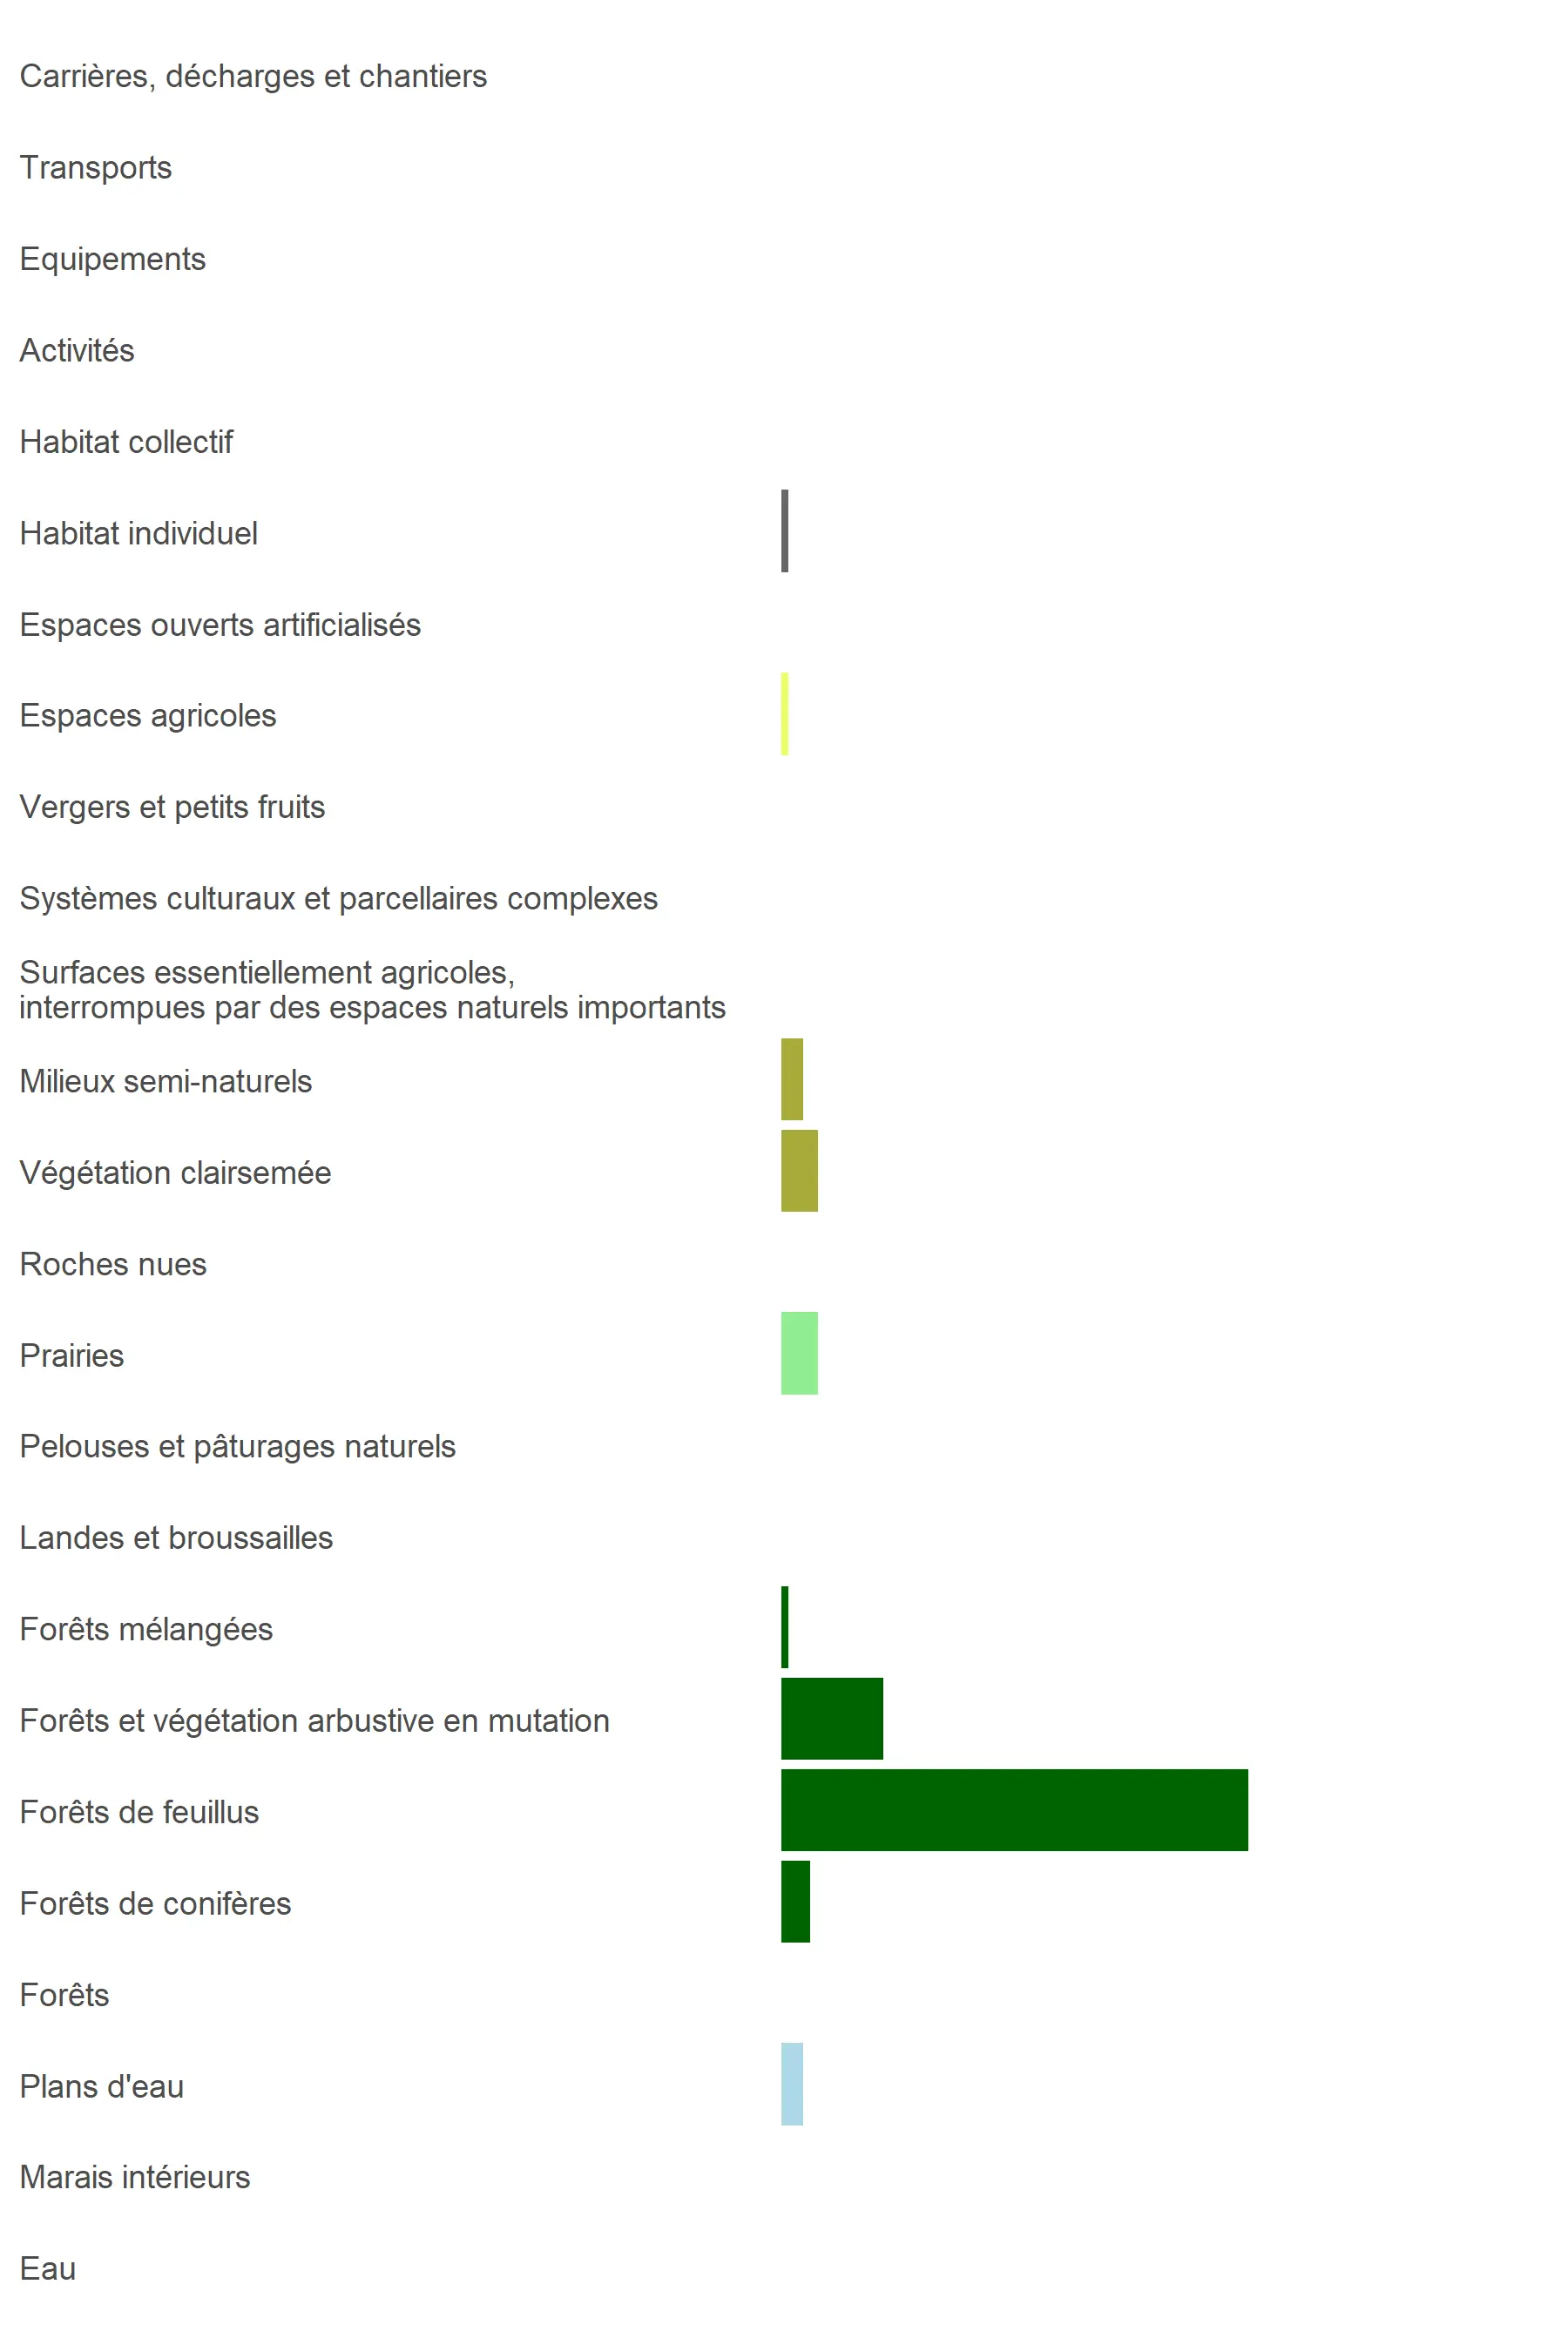 Carrières, décharges et chantiers
Transports
Equipements
Activités
Habitat collectif
Habitat individuel
Espaces ouverts artificialisés
Espaces agricoles
Vergers et petits fruits
Systèmes culturaux et parcellaires complexes
Surfaces essentiellement agricoles,
interrompues par des espaces naturels importants
Milieux semi-naturels
Végétation clairsemée
Roches nues
Prairies
Pelouses et pâturages naturels
Landes et broussailles
Forêts mélangées
Forêts et végétation arbustive en mutation
Forêts de feuillus
Forêts de conifères
Forêts
Plans d'eau
Marais intérieurs
Eau